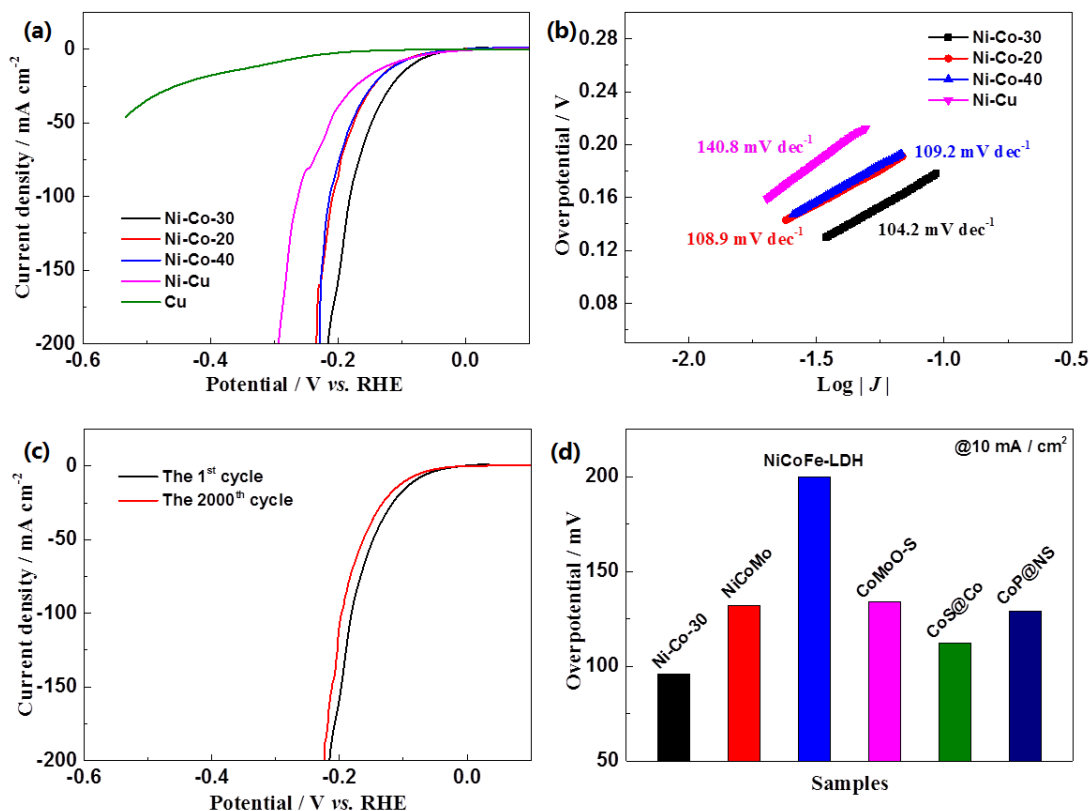 (a)
0
-50
-100
-150
-200
-0.6
-0.4
-0.2
0.0
Current density / mA cm⁻²
Potential / V vs. RHE
Ni-Co-30
Ni-Co-20
Ni-Co-40
Ni-Cu
Cu
(b)
0.28
0.24
0.20
0.16
0.12
0.08
-2.0
-1.5
-1.0
-0.5
Overpotential / V
Log | J |
Ni-Co-30
Ni-Co-20
Ni-Co-40
Ni-Cu
140.8 mV dec⁻¹
109.2 mV dec⁻¹
108.9 mV dec⁻¹
104.2 mV dec⁻¹
(c)
0
-50
-100
-150
-200
-0.6
-0.4
-0.2
0.0
Current density / mA cm⁻²
Potential / V vs. RHE
The 1ˢᵗ cycle
The 2000ᵗʰ cycle
(d)
@10 mA / cm²
200
150
100
50
Overpotential / mV
Samples
Ni-Co-30
NiCoMo
NiCoFe-LDH
CoMoO-S
CoS@Co
CoP@NS